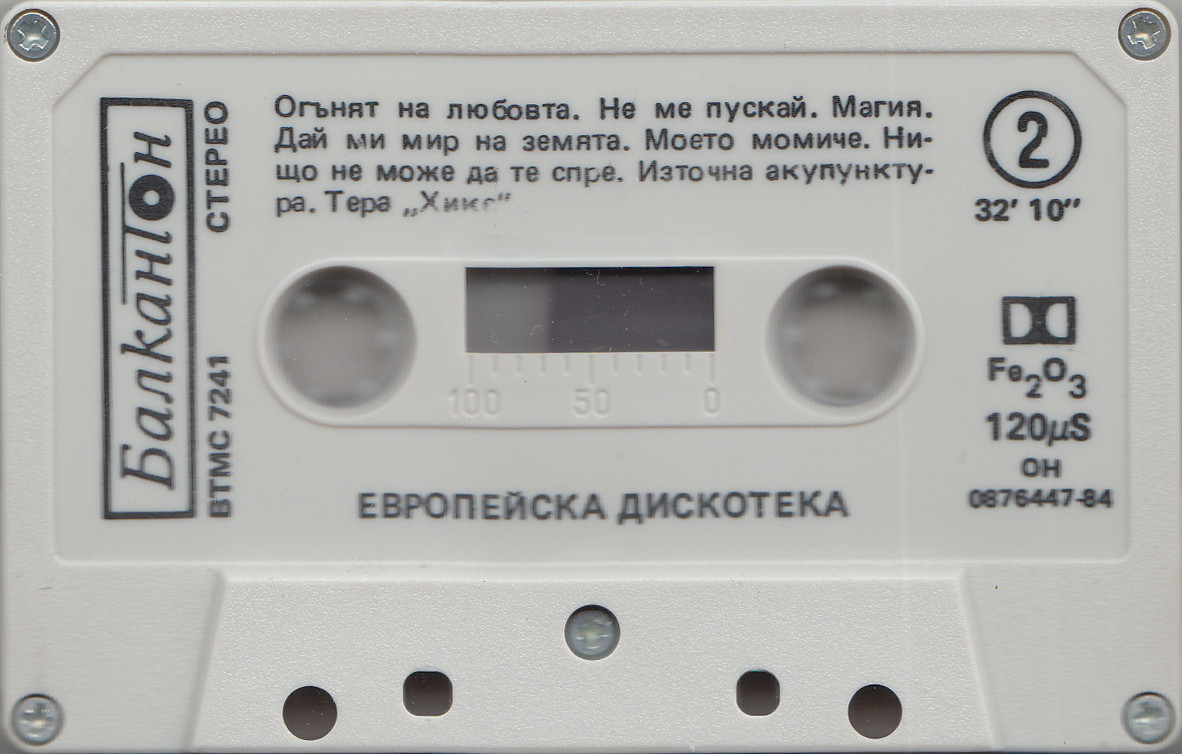 Огънят на любовта. Не ме пускай. Магия.
Дай ми мир на земята. Моето момиче. Ни-
що не може да те спре. Източна акупункту-
ра. Тера „Хикс"
2
32' 10''
Балкантон
СТЕРЕО
ВТМС 7241
100 50 0
Fe2O3
120μS
ОН
0876447-84
ЕВРОПЕЙСКА ДИСКОТЕКА